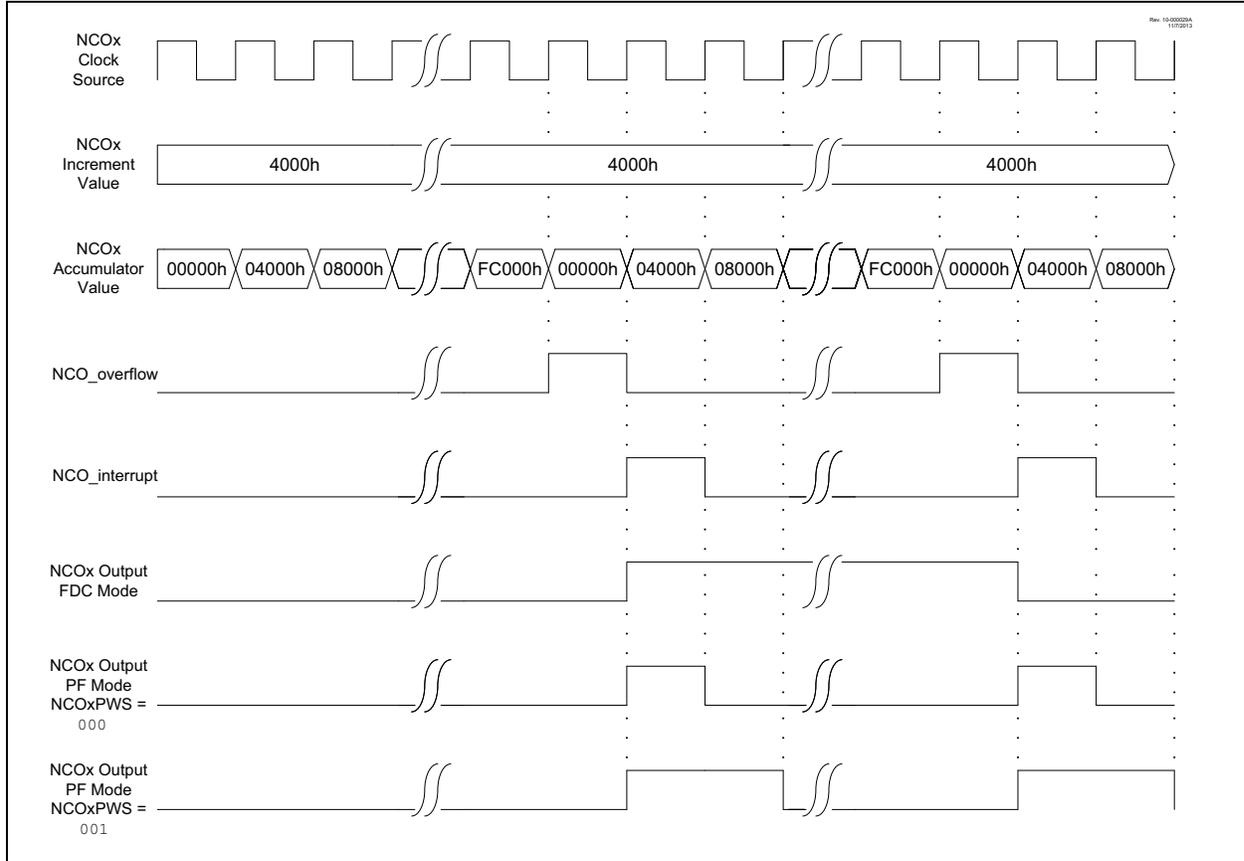 Rev. 10-000029A
11/7/2013
NCOx
Clock
Source
NCOx
Increment
Value
4000h
4000h
4000h
NCOx
Accumulator
Value
00000h 04000h 08000h FC000h 00000h 04000h 08000h FC000h 00000h 04000h 08000h
NCO_overflow
NCO_interrupt
NCOx Output
FDC Mode
NCOx Output
PF Mode
NCOxPWS =
000
NCOx Output
PF Mode
NCOxPWS =
001